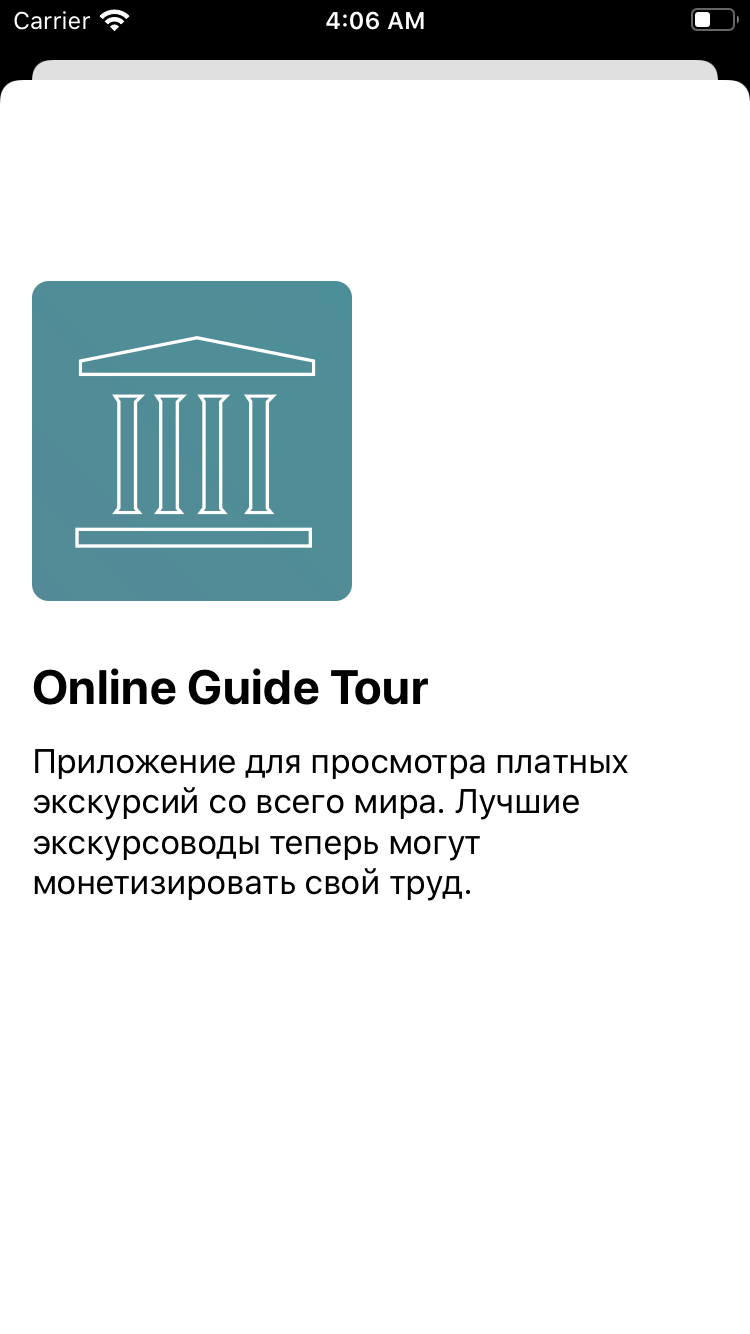 Carrier 4:06 AM
Online Guide Tour
Приложение для просмотра платных
экскурсий со всего мира. Лучшие
экскурсоводы теперь могут
монетизировать свой труд.